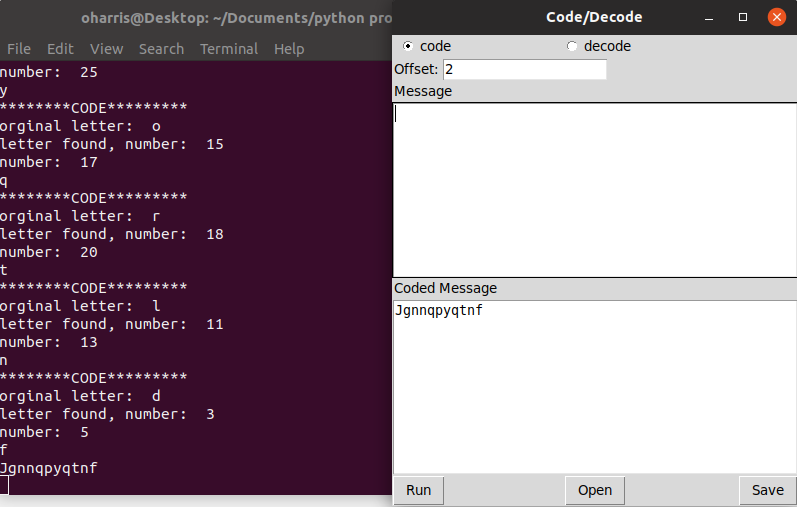 oharris@Desktop: ~/Documents/python pro
File Edit View Search Terminal Help
number:  25
y
********CODE*********
orginal letter:  o
letter found, number:  15
number:  17
q
********CODE*********
orginal letter:  r
letter found, number:  18
number:  20
t
********CODE*********
orginal letter:  l
letter found, number:  11
number:  13
n
********CODE*********
orginal letter:  d
letter found, number:  3
number:  5
f
Jgnnqpyqtnf
Code/Decode
code decode
Offset: 2
Message
Coded Message
Jgnnqpyqtnf
Run Open Save